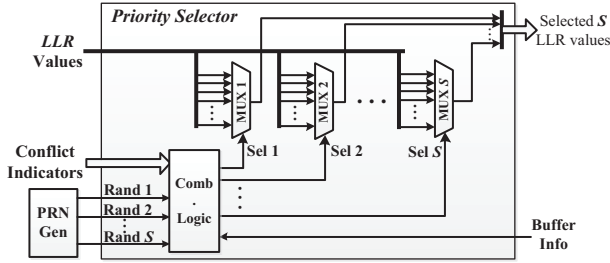 Priority Selector
LLR
Values
Selected S
LLR values
MUX 1
MUX 2
MUX S
Sel 1
Sel 2
Sel S
Conflict
Indicators
Comb
.
Logic
PRN
Gen
Rand 1
Rand 2
Rand S
Buffer
Info